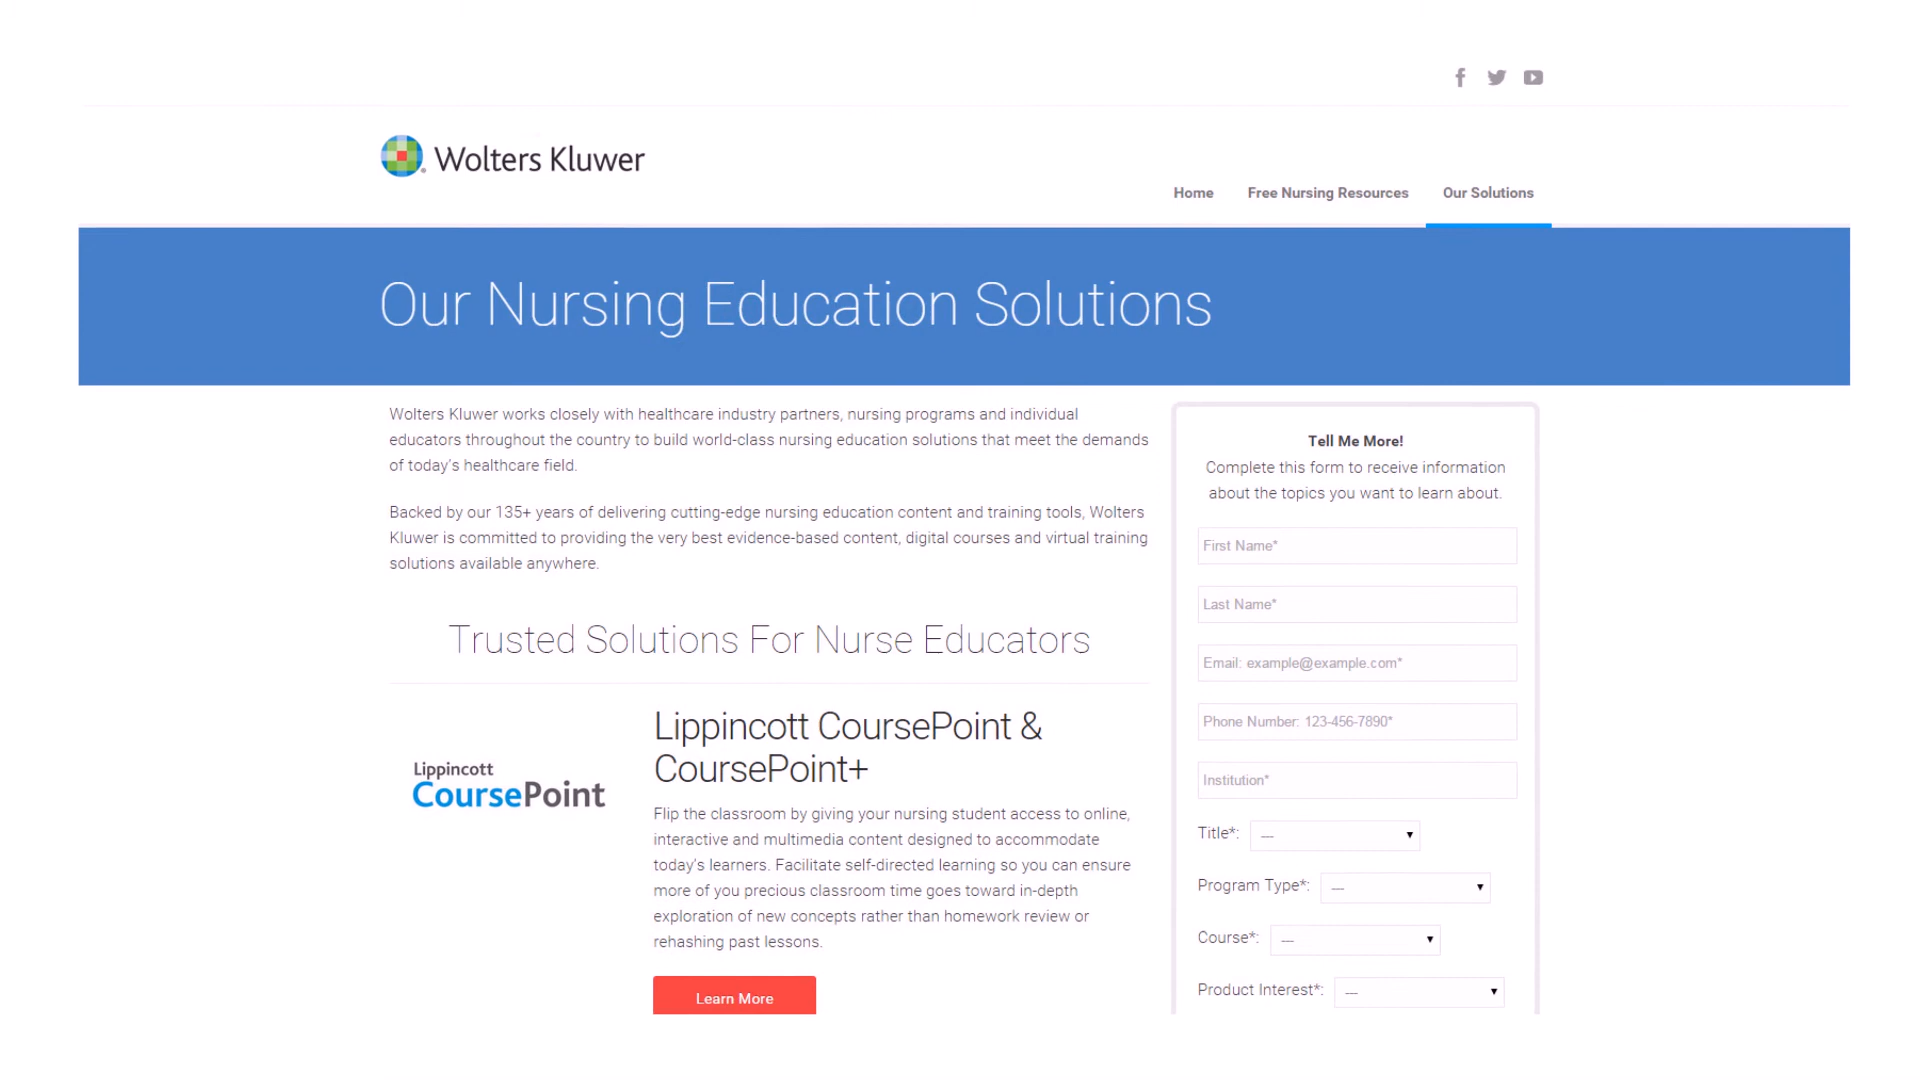 Wolters Kluwer
Home Free Nursing Resources Our Solutions
Our Nursing Education Solutions
Wolters Kluwer works closely with healthcare industry partners, nursing programs and individual
educators throughout the country to build world-class nursing education solutions that meet the demands
of today's healthcare field.
Backed by our 135+ years of delivering cutting-edge nursing education content and training tools, Wolters
Kluwer is committed to providing the very best evidence-based content, digital courses and virtual training
solutions available anywhere.
Trusted Solutions For Nurse Educators
Lippincott
CoursePoint
Lippincott CoursePoint &
CoursePoint+
Flip the classroom by giving your nursing student access to online,
interactive and multimedia content designed to accommodate
today's learners. Facilitate self-directed learning so you can ensure
more of you precious classroom time goes toward in-depth
exploration of new concepts rather than homework review or
rehashing past lessons.
Learn More
Tell Me More!
Complete this form to receive information
about the topics you want to learn about.
First Name*
Last Name*
Email: example@example.com*
Phone Number: 123-456-7890*
Institution*
Title*: ---
Program Type*: ---
Course*: ---
Product Interest*: ---